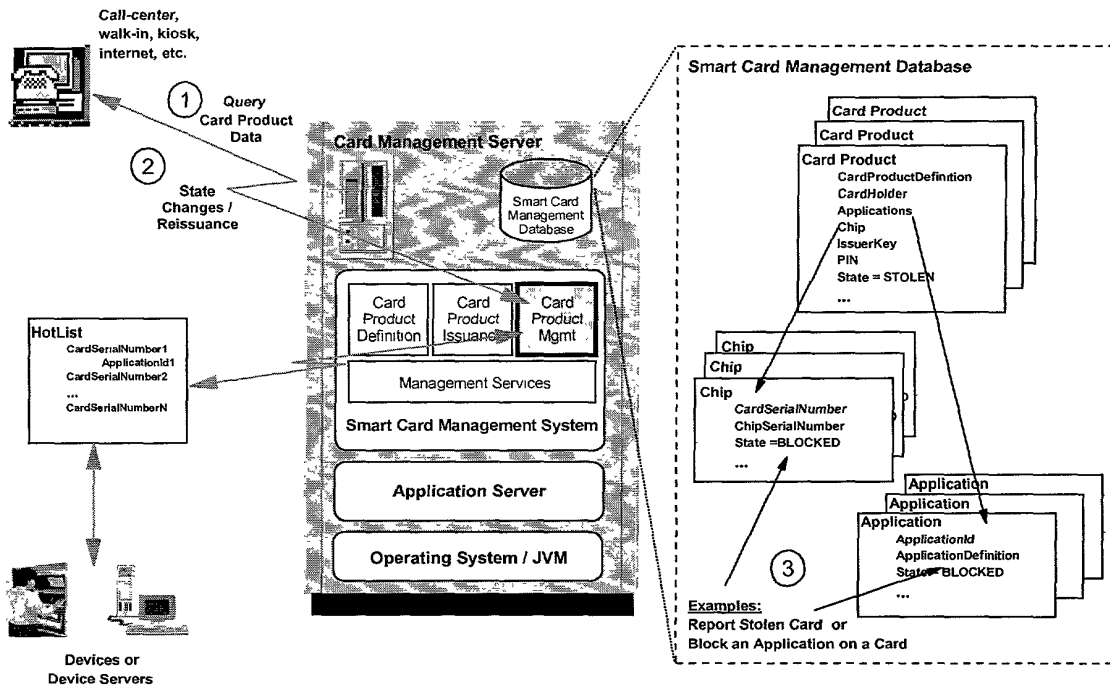 Call-center,
walk-in, kiosk,
internet, etc.
1
Query
Card Product
Data
2
State
Changes /
Reissuance
HotList
CardSerialNumber1
ApplicationId1
CardSerialNumber2
...
CardSerialNumberN
Devices or
Device Servers
Card Management Server
Smart Card
Management
Database
Card
Product
Definition
Card
Product
Issuance
Card
Product
Mgmt
Management Services
Smart Card Management System
Application Server
Operating System / JVM
Smart Card Management Database
Card Product
Card Product
Card Product
CardProductDefinition
CardHolder
Applications
Chip
IssuerKey
PIN
State = STOLEN
...
Chip
Chip
Chip
CardSerialNumber
ChipSerialNumber
State =BLOCKED
...
Application
Application
Application
ApplicationId
ApplicationDefinition
State = BLOCKED
...
3
Examples:
Report Stolen Card or
Block an Application on a Card